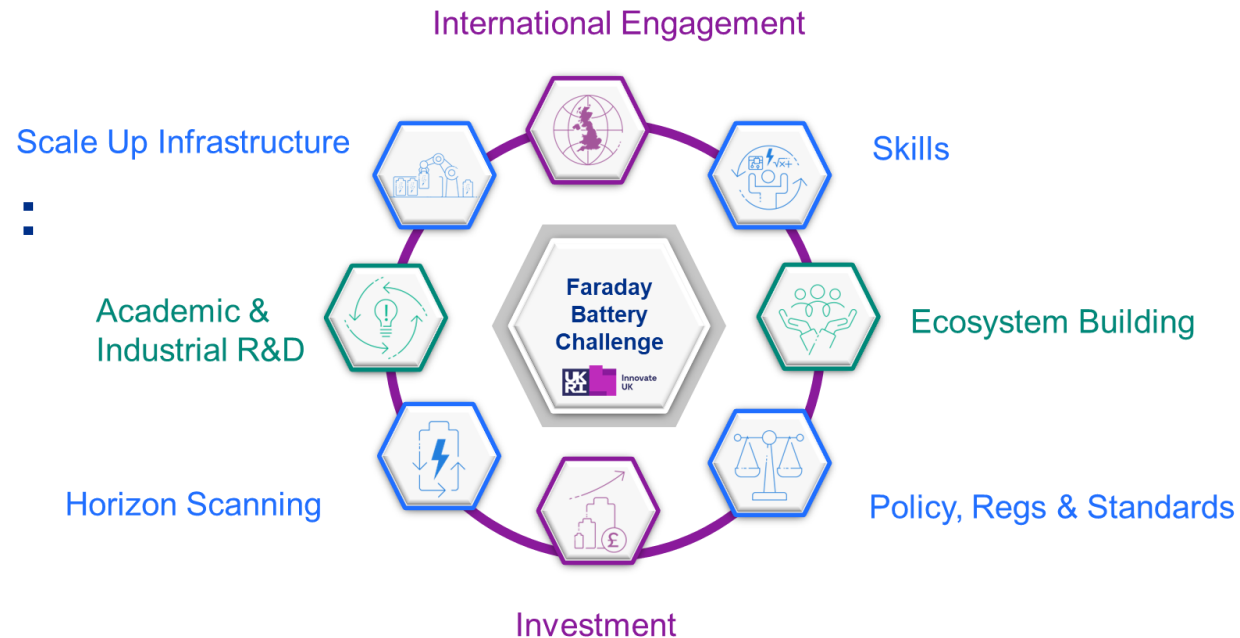 International Engagement
Scale Up Infrastructure
Skills
√x+
:
Faraday
Battery
Challenge
UK
RI
Innovate
UK
Academic &
Industrial R&D
Ecosystem Building
Horizon Scanning
Policy, Regs & Standards
£
Investment